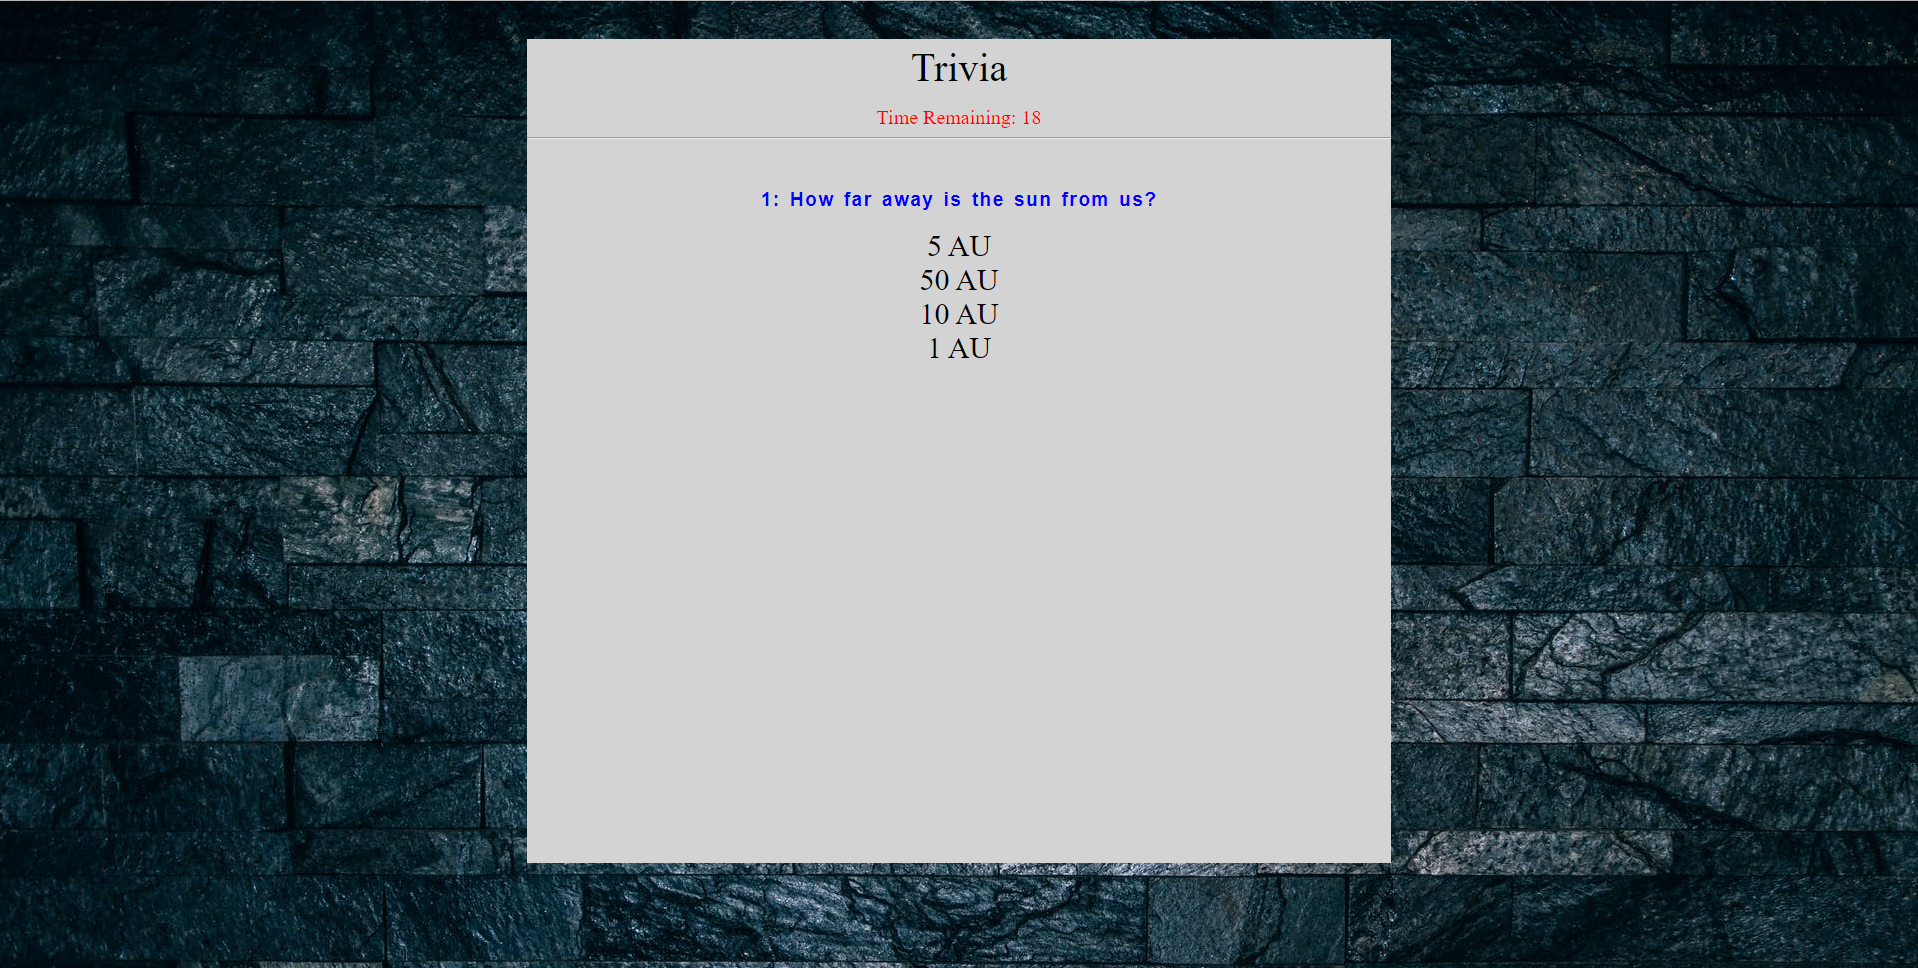 Trivia
Time Remaining: 18
1: How far away is the sun from us?
5 AU
50 AU
10 AU
1 AU